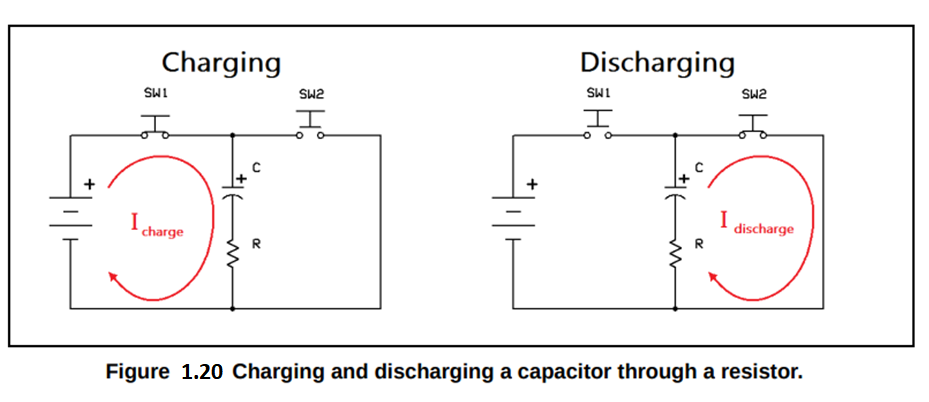 Charging
Discharging
SW1
SW2
SW1
SW2
C
+
+
I charge
R
C
+
+
I discharge
R
Figure 1.20 Charging and discharging a capacitor through a resistor.